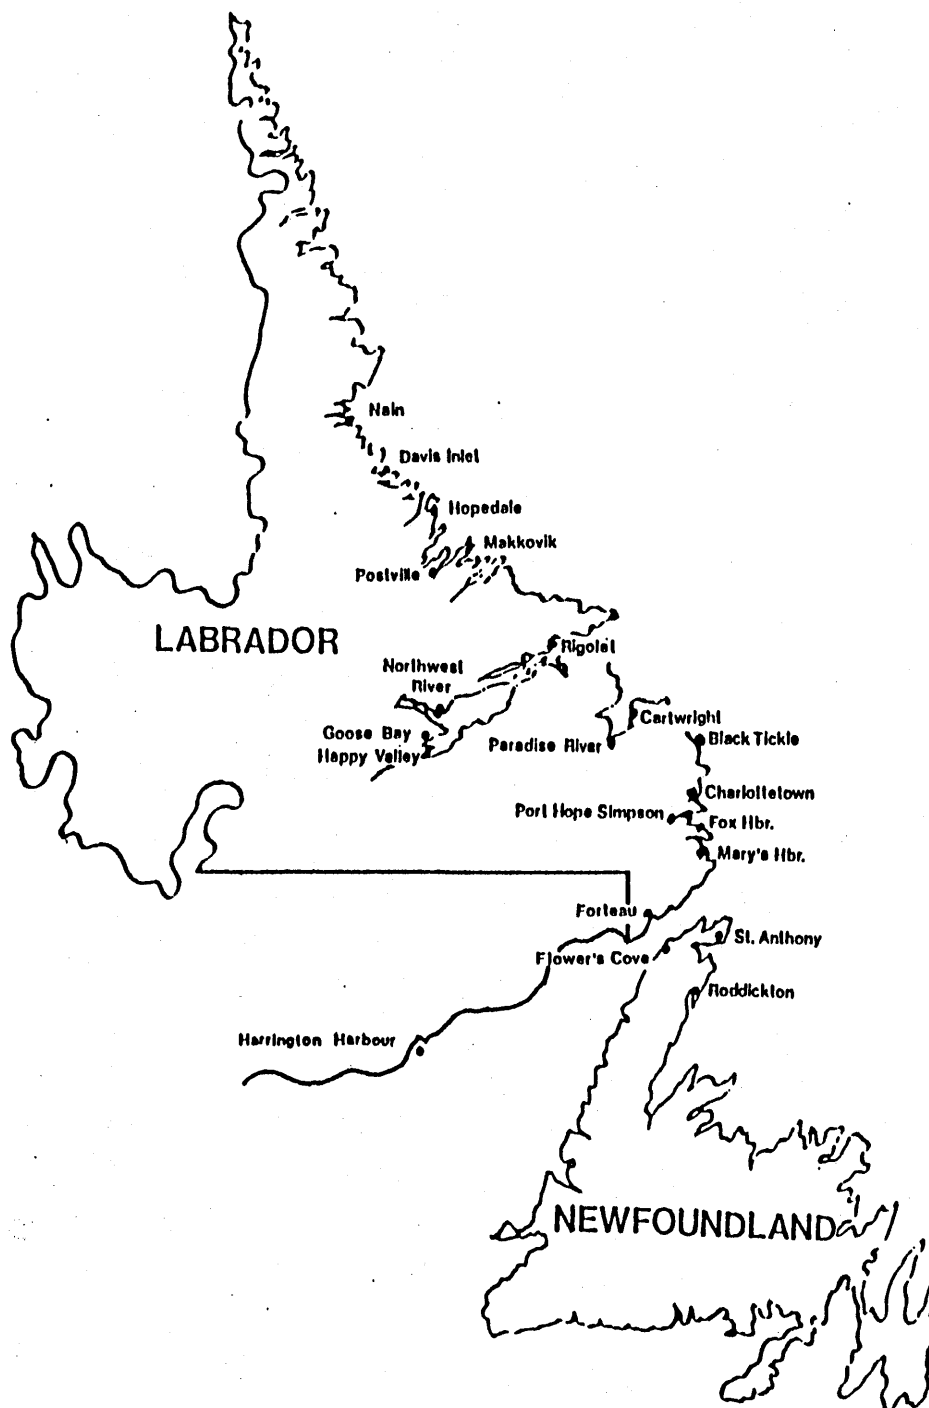 Nain
Davis Inlet
Hopedale
Makkovik
Postville
LABRADOR
Rigolet
Northwest
River
Cartwright
Goose Bay
Black Tickle
Paradise River
Happy Valley
Charlottetown
Port Hope Simpson
Fox Hbr.
Mary's Hbr.
Forteau
St. Anthony
Flower's Cove
Roddickton
Harrington Harbour
NEWFOUNDLAND